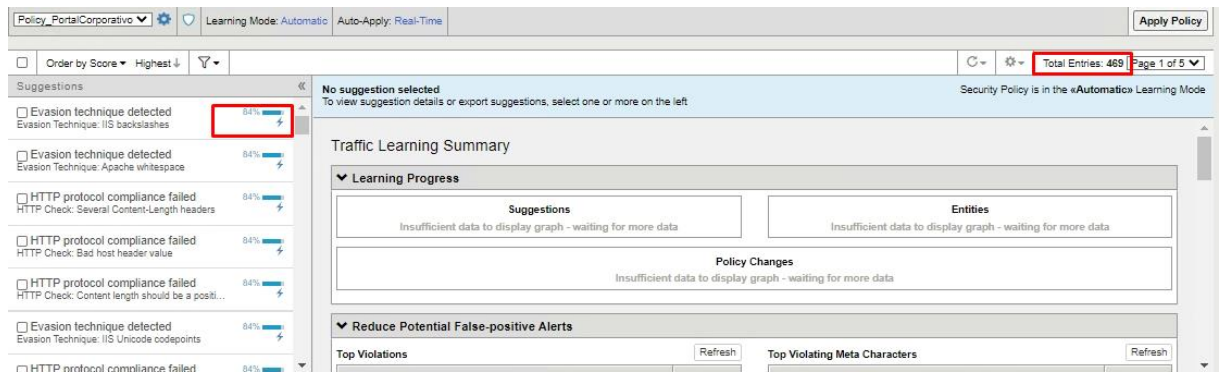 Policy_PortalCorporativo Learning Mode: Automatic Auto-Apply: Real-Time Apply Policy
Order by Score Highest Total Entries: 469 Page 1 of 5
Suggestions
Evasion technique detected 84%
Evasion Technique: IIS backslashes
Evasion technique detected 84%
Evasion Technique: Apache whitespace
HTTP protocol compliance failed 84%
HTTP Check: Several Content-Length headers
HTTP protocol compliance failed 84%
HTTP Check: Bad host header value
HTTP protocol compliance failed 84%
HTTP Check: Content length should be a positi...
Evasion technique detected 84%
Evasion Technique: IIS Unicode codepoints
HTTP protocol compliance failed 84%
No suggestion selected Security Policy is in the «Automatic» Learning Mode
To view suggestion details or export suggestions, select one or more on the left
Traffic Learning Summary
Learning Progress
Suggestions
Insufficient data to display graph - waiting for more data
Entities
Insufficient data to display graph - waiting for more data
Policy Changes
Insufficient data to display graph - waiting for more data
Reduce Potential False-positive Alerts
Top Violations Refresh
Top Violating Meta Characters Refresh